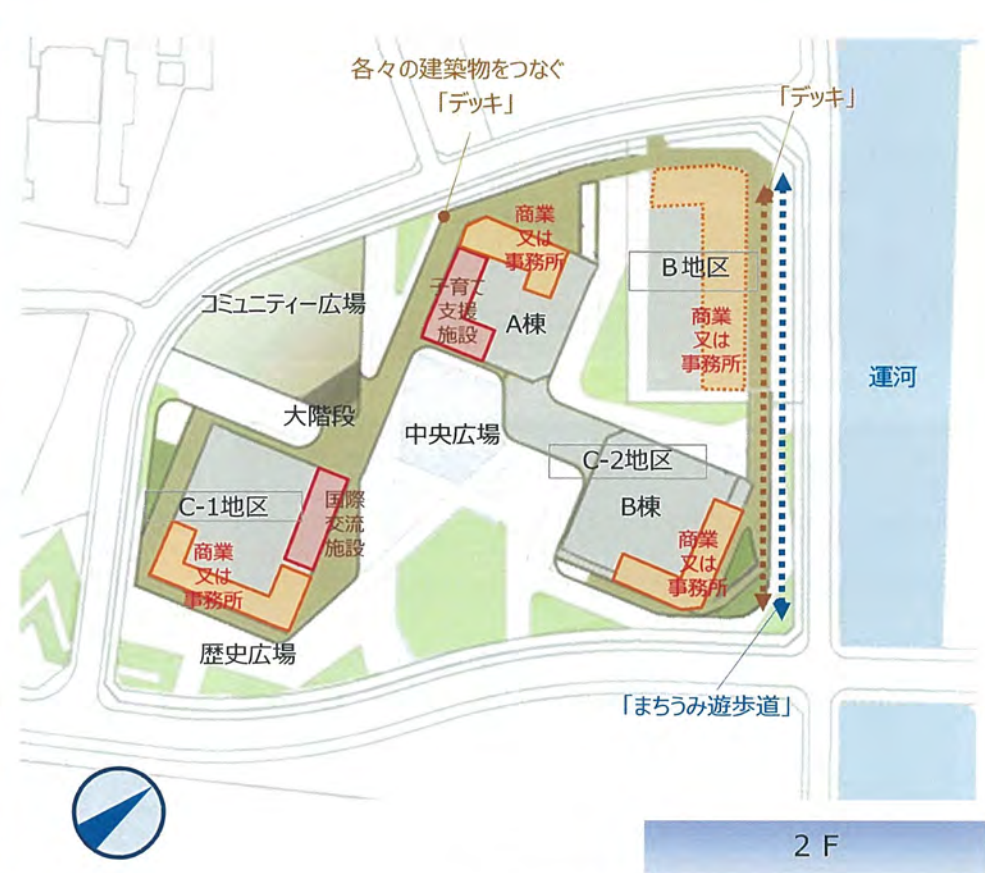 各々の建築物をつなぐ
「デッキ」
「デッキ」
商業
又は
事務所
子育て
支援
施設
A棟
B地区
商業
又は
事務所
コミュニティー広場
運河
大階段
中央広場
C-2地区
B棟
商業
又は
事務所
C-1地区
国際
交流
施設
商業
又は
事務所
歴史広場
「まちうみ遊歩道」
2F